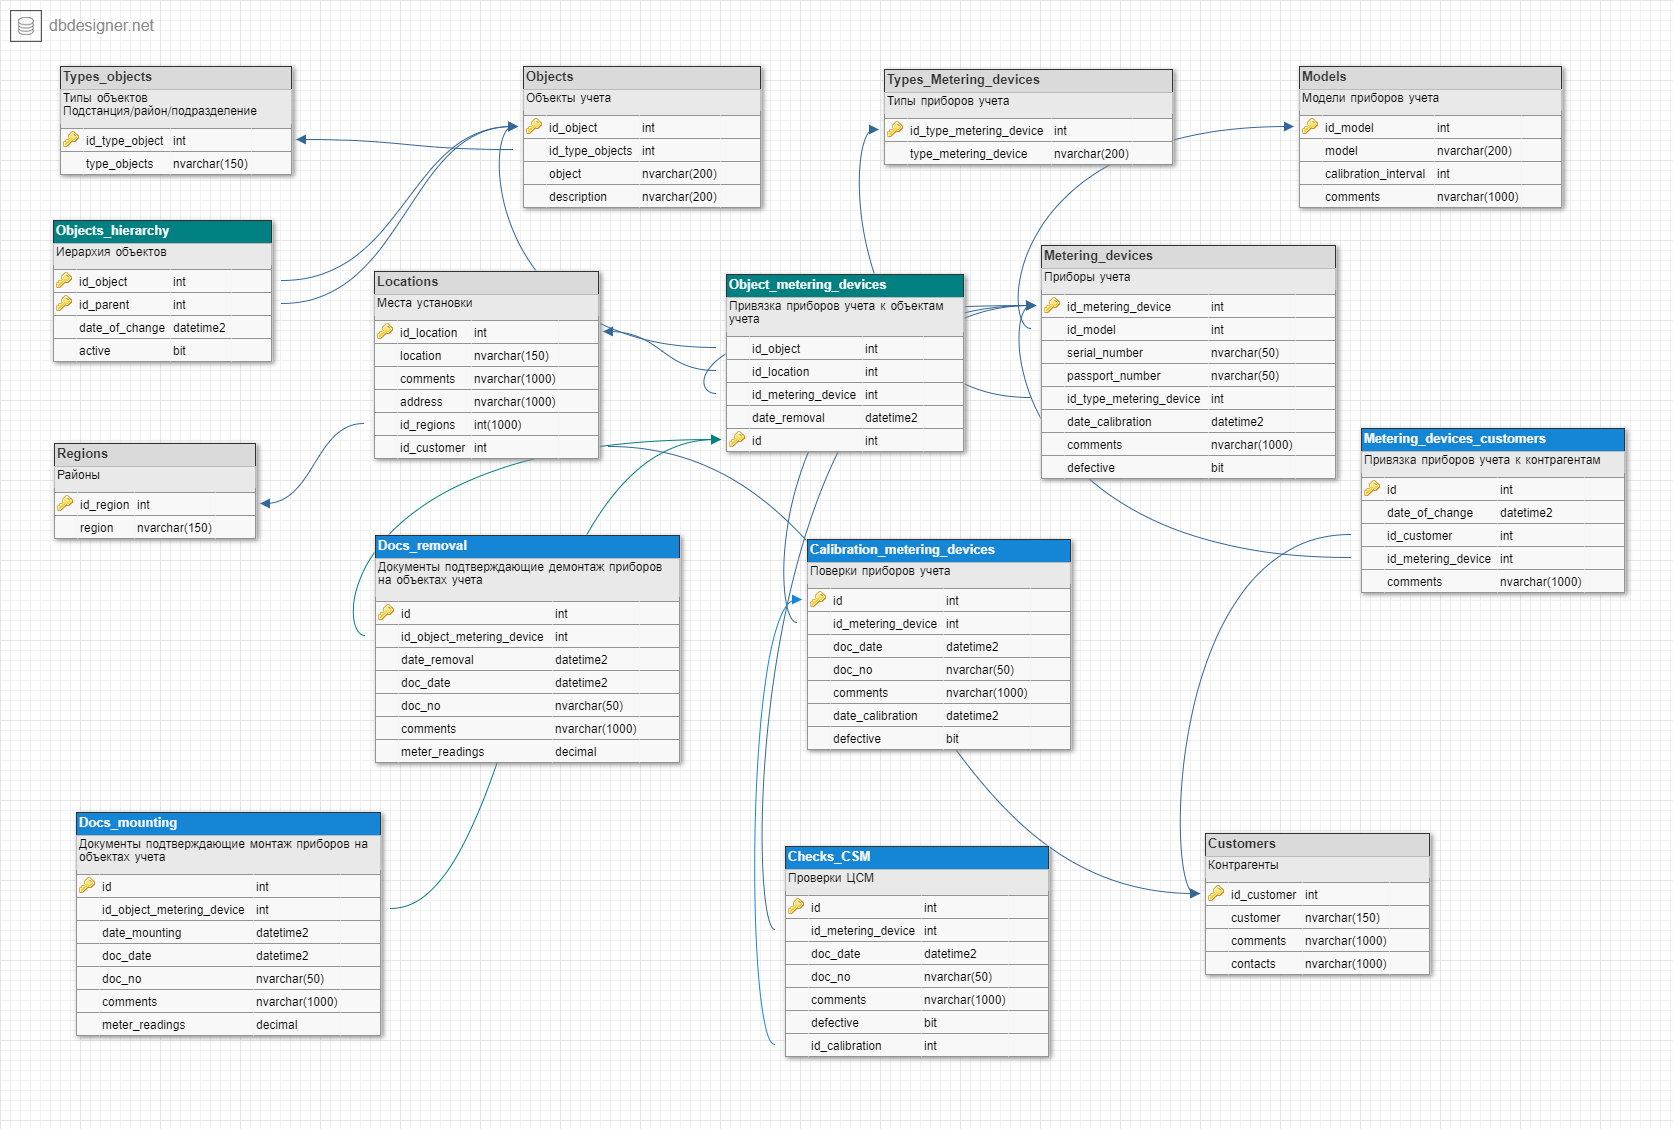 dbdesigner.net
Types_objects
Типы объектов
Подстанция/район/подразделение
id_type_object int
type_objects nvarchar(150)
Objects
Объекты учета
id_object int
id_type_objects int
object nvarchar(200)
description nvarchar(200)
Types_Metering_devices
Типы приборов учета
id_type_metering_device int
type_metering_device nvarchar(200)
Models
Модели приборов учета
id_model int
model nvarchar(200)
calibration_interval int
comments nvarchar(1000)
Objects_hierarchy
Иерархия объектов
id_object int
id_parent int
date_of_change datetime2
active bit
Locations
Места установки
id_location int
location nvarchar(150)
comments nvarchar(1000)
address nvarchar(1000)
id_regions int(1000)
id_customer int
Object_metering_devices
Привязка приборов учета к объектам
учета
id_object int
id_location int
id_metering_device int
date_removal datetime2
id int
Metering_devices
Приборы учета
id_metering_device int
id_model int
serial_number nvarchar(50)
passport_number nvarchar(50)
id_type_metering_device int
date_calibration datetime2
comments nvarchar(1000)
defective bit
Regions
Районы
id_region int
region nvarchar(150)
Metering_devices_customers
Привязка приборов учета к контрагентам
id int
date_of_change datetime2
id_customer int
id_metering_device int
comments nvarchar(1000)
Docs_removal
Документы подтверждающие демонтаж приборов
на объектах учета
id int
id_object_metering_device int
date_removal datetime2
doc_date datetime2
doc_no nvarchar(50)
comments nvarchar(1000)
meter_readings decimal
Calibration_metering_devices
Поверки приборов учета
id int
id_metering_device int
doc_date datetime2
doc_no nvarchar(50)
comments nvarchar(1000)
date_calibration datetime2
defective bit
Docs_mounting
Документы подтверждающие монтаж приборов на
объектах учета
id int
id_object_metering_device int
date_mounting datetime2
doc_date datetime2
doc_no nvarchar(50)
comments nvarchar(1000)
meter_readings decimal
Checks_CSM
Проверки ЦСМ
id int
id_metering_device int
doc_date datetime2
doc_no nvarchar(50)
comments nvarchar(1000)
defective bit
id_calibration int
Customers
Контрагенты
id_customer int
customer nvarchar(150)
comments nvarchar(1000)
contacts nvarchar(1000)